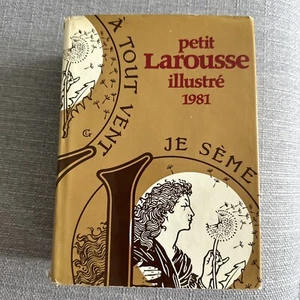 petit
Larousse
illustré
1981
À TOUT VENT
JE SÈME